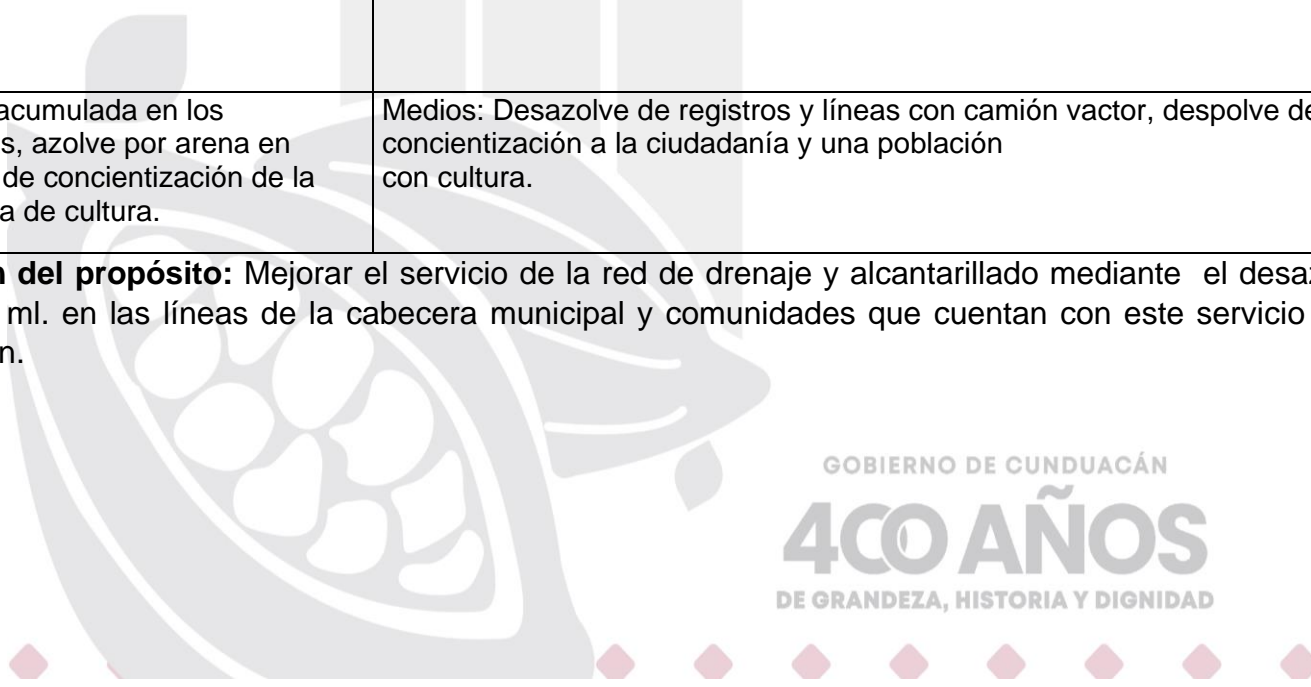 acumulada en los
s, azolve por arena en
de concientización de la
a de cultura.
Medios: Desazolve de registros y líneas con camión vactor, despolve de
concientización a la ciudadanía y una población
con cultura.
n del propósito: Mejorar el servicio de la red de drenaje y alcantarillado mediante el desaz
ml. en las líneas de la cabecera municipal y comunidades que cuentan con este servicio
n.
GOBIERNO DE CUNDUACÁN
400 AÑOS
DE GRANDEZA, HISTORIA Y DIGNIDAD